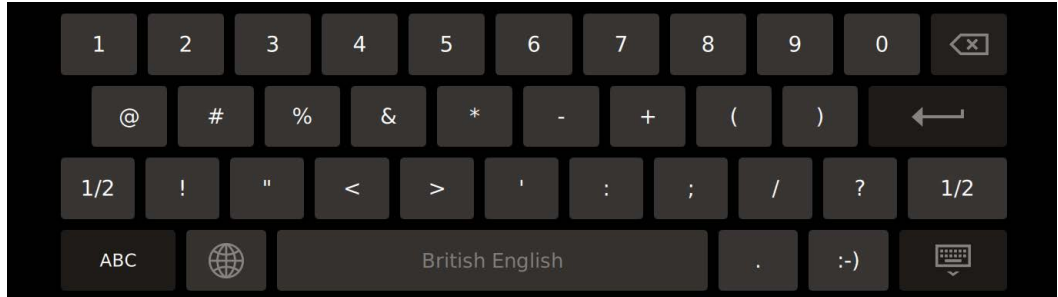 1 2 3 4 5 6 7 8 9 0
@ # % & * - + ( )
1/2 ! " < > ' : ; / ? 1/2
ABC British English . :-)